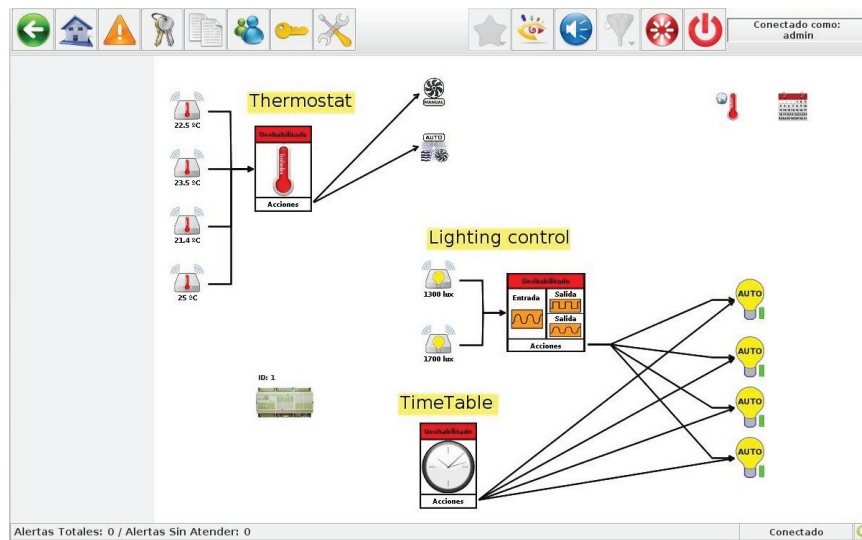 Conectado como:
admin
Thermostat
22.5 ºC
23.5 ºC
21.4 ºC
25 ºC
Deshabilitado
Acciones
MANUAL
AUTO
Lighting control
1300 lux
1700 lux
Deshabilitado
Entrada
Salida
Salida
Acciones
AUTO
AUTO
AUTO
AUTO
ID: 1
TimeTable
Deshabilitado
Acciones
Alertas Totales: 0 / Alertas Sin Atender: 0
Conectado